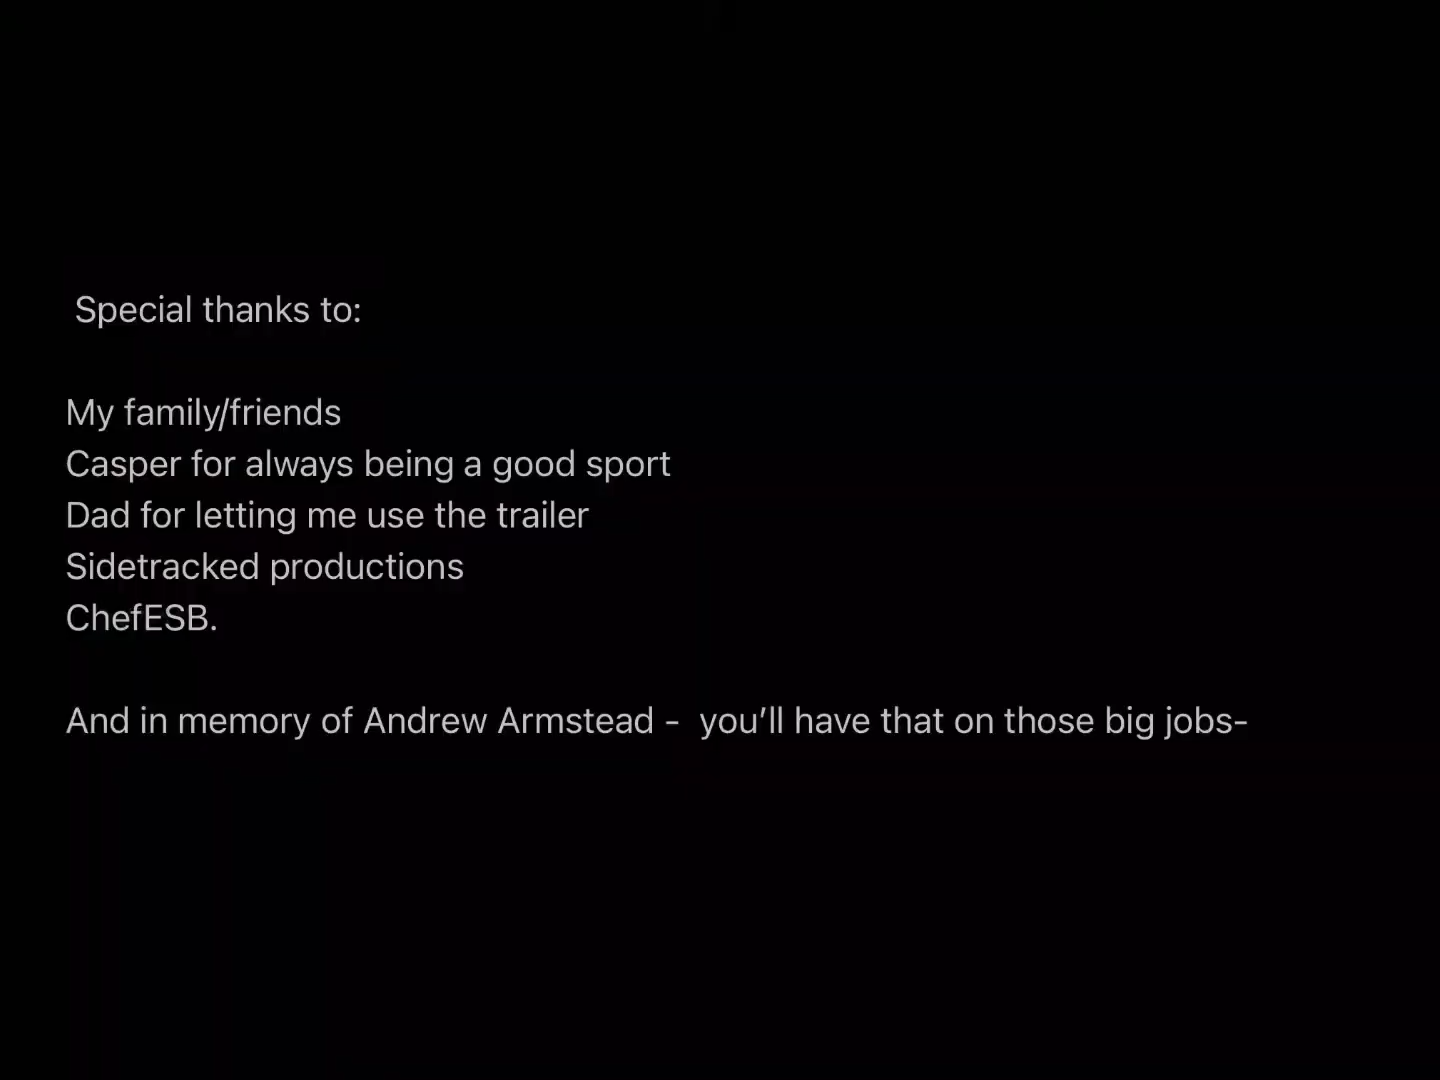 Special thanks to:
My family/friends
Casper for always being a good sport
Dad for letting me use the trailer
Sidetracked productions
ChefESB.
And in memory of Andrew Armstead -  you’ll have that on those big jobs-